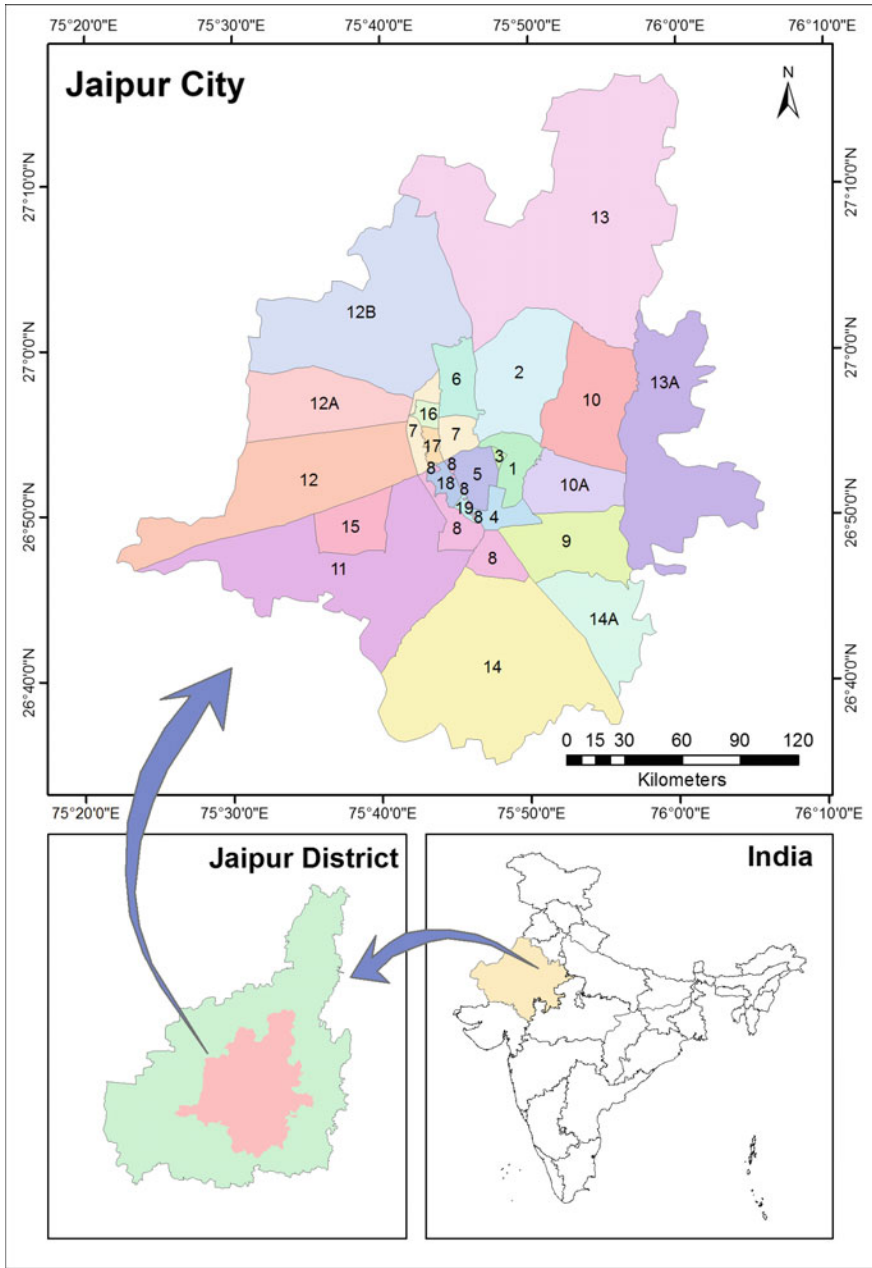 75°20'0"E 75°30'0"E 75°40'0"E 75°50'0"E 76°0'0"E 76°10'0"E
Jaipur City
N
27°10'0"N
27°10'0"N
13
12B
27°0'0"N
27°0'0"N
6
2
10
13A
12A
16
7
7
17
3
1
8
8
5
12
18
8
10A
26°50'0"N
26°50'0"N
19
8
4
15
8
9
11
8
14A
14
26°40'0"N
26°40'0"N
0 15 30 60 90 120
Kilometers
75°20'0"E 75°30'0"E 75°40'0"E 75°50'0"E 76°0'0"E 76°10'0"E
Jaipur District
India